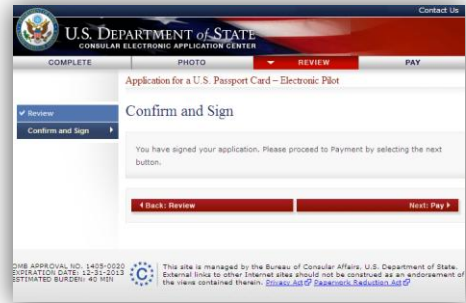 Contact Us
U.S. DEPARTMENT of STATE
CONSULAR ELECTRONIC APPLICATION CENTER
COMPLETE PHOTO REVIEW PAY
Application for a U.S. Passport Card – Electronic Pilot
Review
Confirm and Sign
Confirm and Sign
You have signed your application. Please proceed to Payment by selecting the next
button.
Back: Review Next: Pay
OMB APPROVAL NO. 1405-0020
EXPIRATION DATE: 12-31-2013
ESTIMATED BURDEN: 40 MIN
This site is managed by the Bureau of Consular Affairs, U.S. Department of State.
External links to other Internet sites should not be construed as an endorsement of
the views contained therein. Privacy Act Paperwork Reduction Act